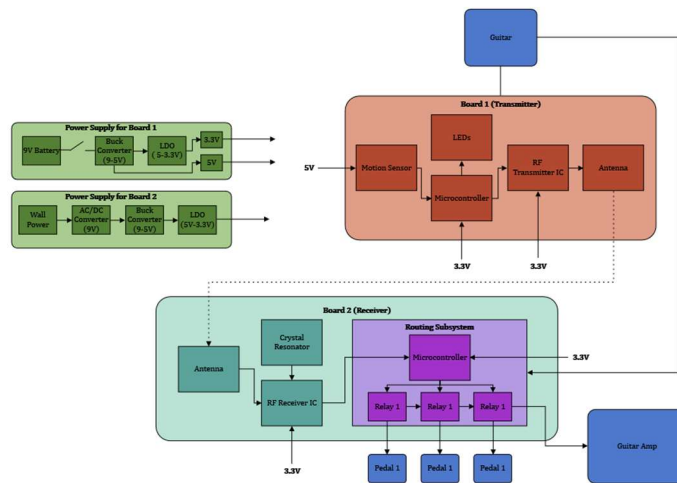 Guitar
Board 1 (Transmitter)
LEDs
Motion Sensor
Microcontroller
RF
Transmitter IC
Antenna
5V
3.3V
3.3V
Power Supply for Board 1
9V Battery
Buck
Converter
(9-5V)
LDO
( 5-3.3V)
3.3V
5V
Power Supply for Board 2
Wall
Power
AC/DC
Converter
(9V)
Buck
Converter
(9-5V)
LDO
(5V-3.3V)
Board 2 (Receiver)
Antenna
Crystal
Resonator
RF Receiver IC
3.3V
Routing Subsystem
Microcontroller
3.3V
Relay 1
Relay 1
Relay 1
Pedal 1
Pedal 1
Pedal 1
Guitar Amp